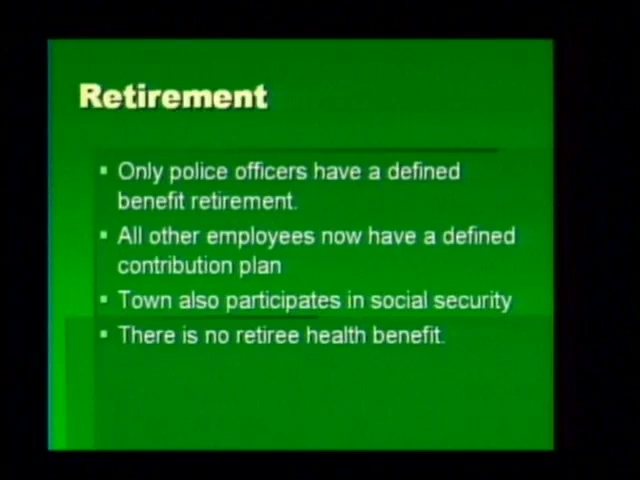 Retirement
▪ Only police officers have a defined
benefit retirement.
▪ All other employees now have a defined
contribution plan
▪ Town also participates in social security
▪ There is no retiree health benefit.